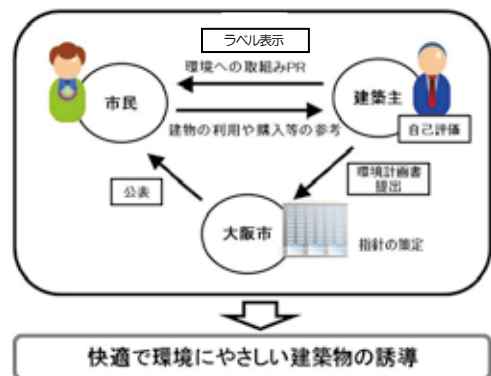 ラベル表示
環境への取組みPR
市民
建築主
建物の利用や購入等の参考
自己評価
環境計画書
提出
公表
大阪市
指針の策定
快適で環境にやさしい建築物の誘導